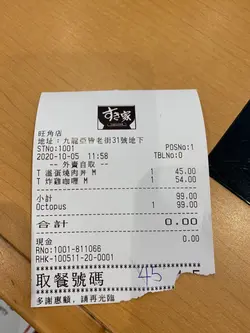 すき家
旺角店
地址：九龍亞皆老街31號地下
STNo:1001 POSNo:1
2020-10-05 11:58 TBLNo:0
-- 外賣自取 --
T 溫蛋燒肉丼 M 1 45.00
T 炸雞咖喱 M 1 54.00
小計 99.00
Octopus 1 99.00
合計 0.00
現金 0.00
RNo:1001-811066
RHK-100511-20-0001
取餐號碼 45
多謝惠顧，請再光臨